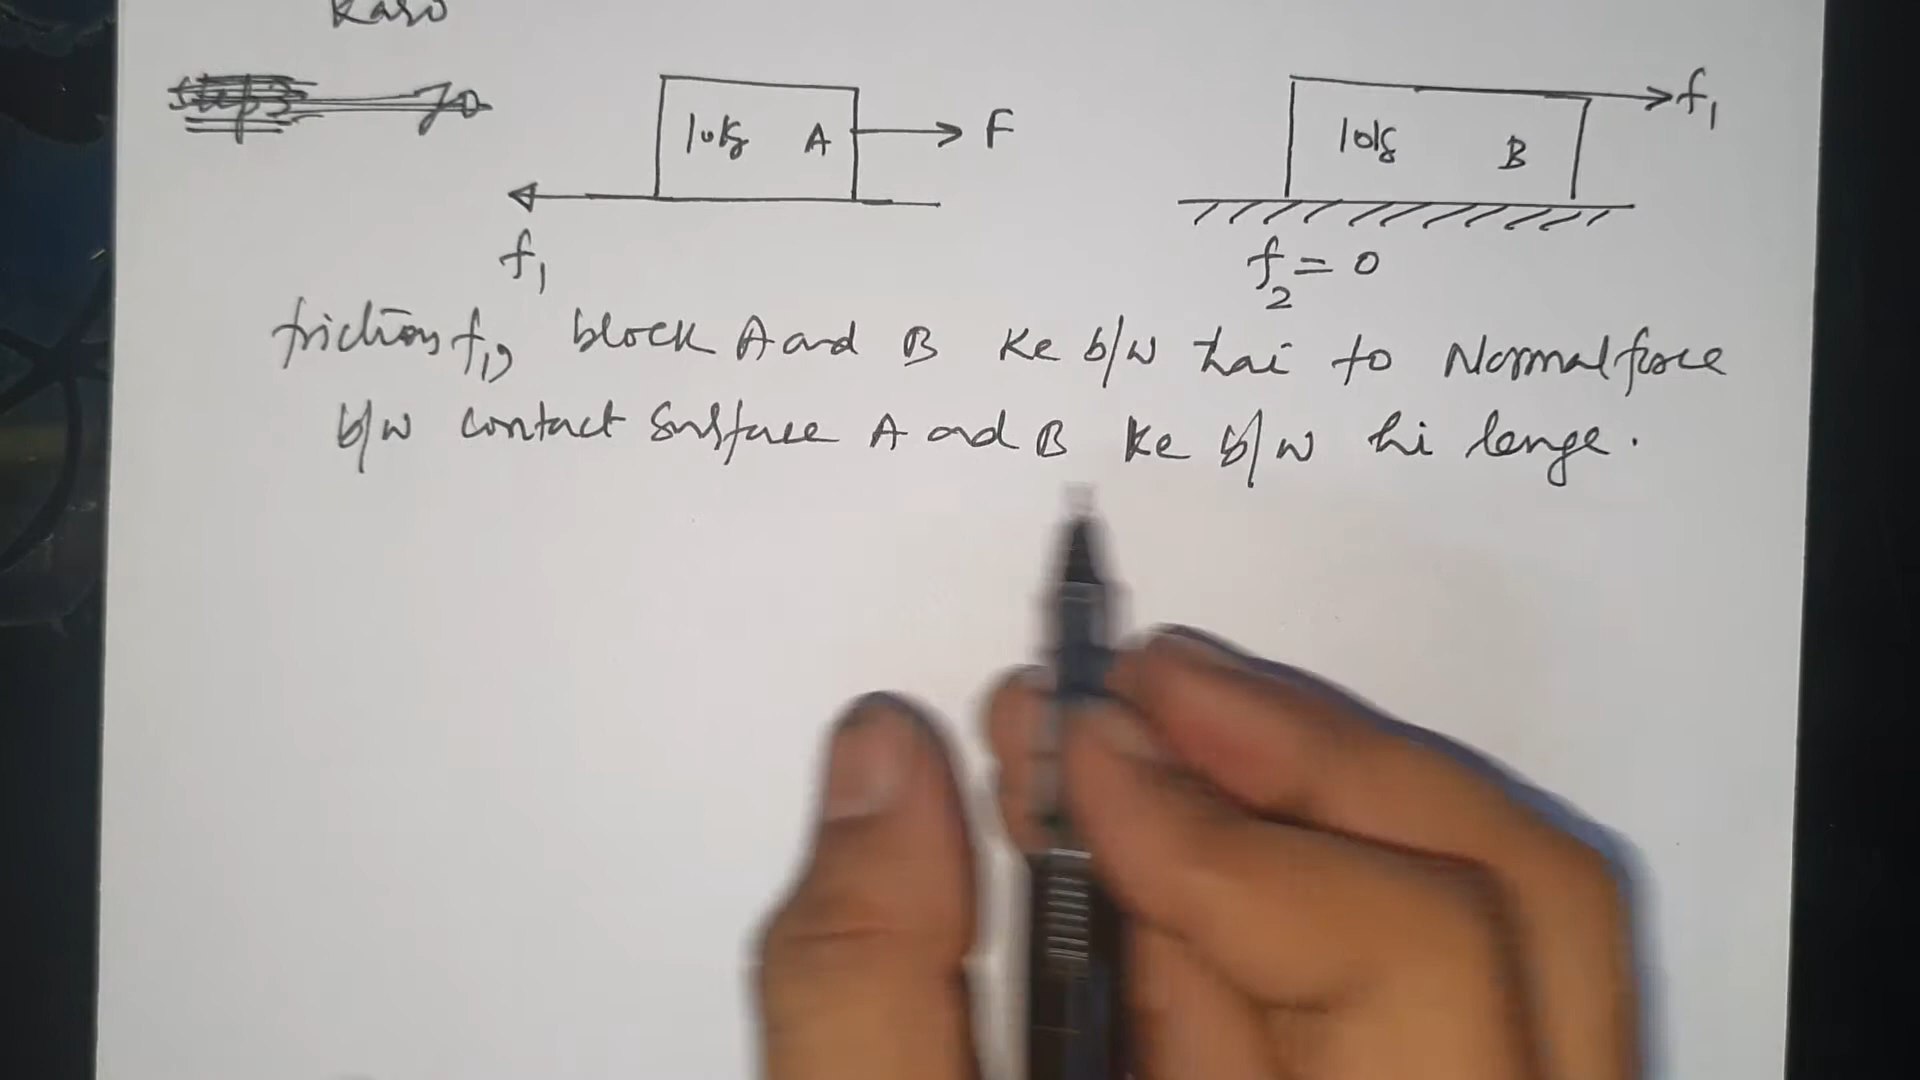 Karo
10kg A F
10kg B f1
f1
f2 = 0
friction f1, block A and B Ke b/w hai to Normal force
b/w contact surface A and B Ke b/w hi lenge.